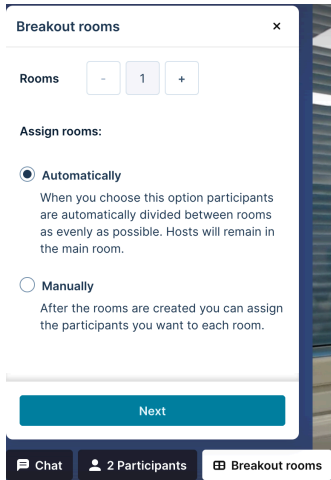 Breakout rooms ×
Rooms - 1 +
Assign rooms:
Automatically
When you choose this option participants
are automatically divided between rooms
as evenly as possible. Hosts will remain in
the main room.
Manually
After the rooms are created you can assign
the participants you want to each room.
Next
Chat 2 Participants Breakout rooms